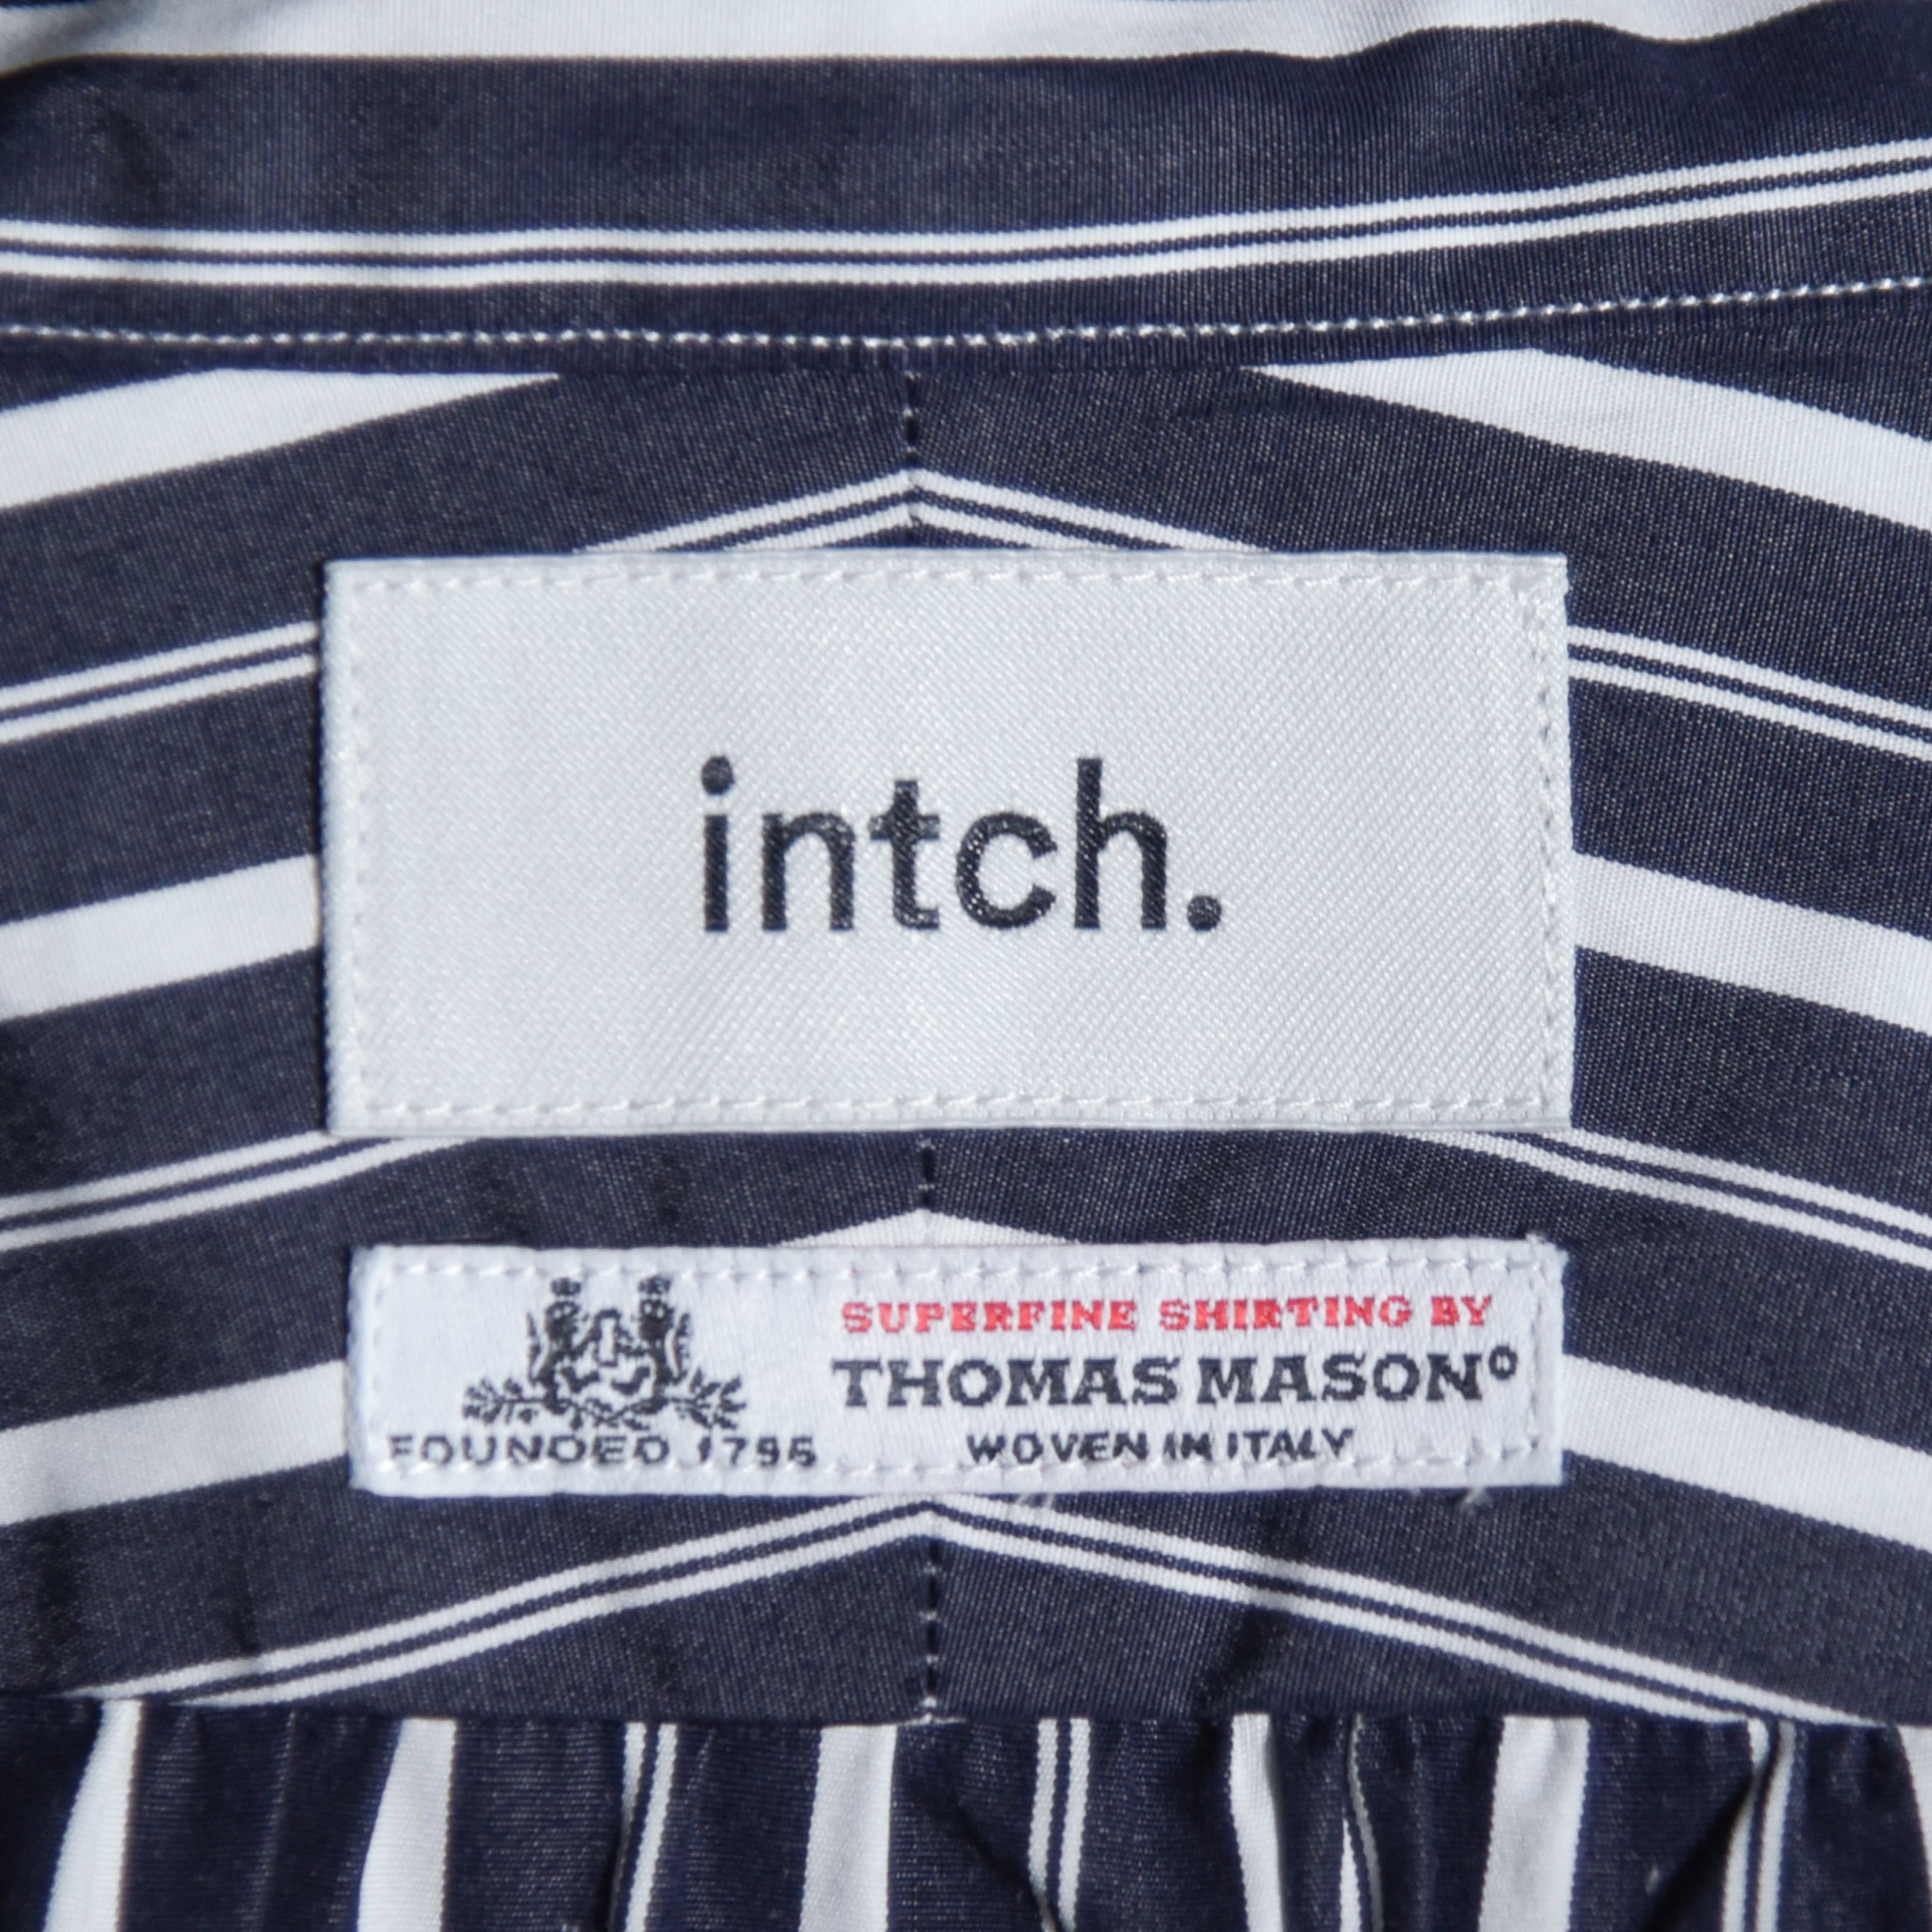 intch.
SUPERFINE SHIRTING BY
THOMAS MASON®
WOVEN IN ITALY
FOUNDED 1796